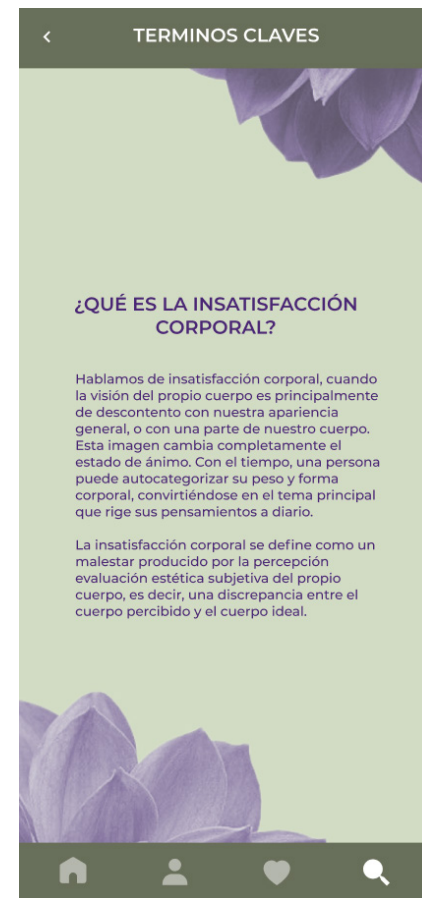 TERMINOS CLAVES
¿QUÉ ES LA INSATISFACCIÓN
CORPORAL?
Hablamos de insatisfacción corporal, cuando
la visión del propio cuerpo es principalmente
de descontento con nuestra apariencia
general, o con una parte de nuestro cuerpo.
Esta imagen cambia completamente el
estado de ánimo. Con el tiempo, una persona
puede autocategorizar su peso y forma
corporal, convirtiéndose en el tema principal
que rige sus pensamientos a diario.
La insatisfacción corporal se define como un
malestar producido por la percepción
evaluación estética subjetiva del propio
cuerpo, es decir, una discrepancia entre el
cuerpo percibido y el cuerpo ideal.